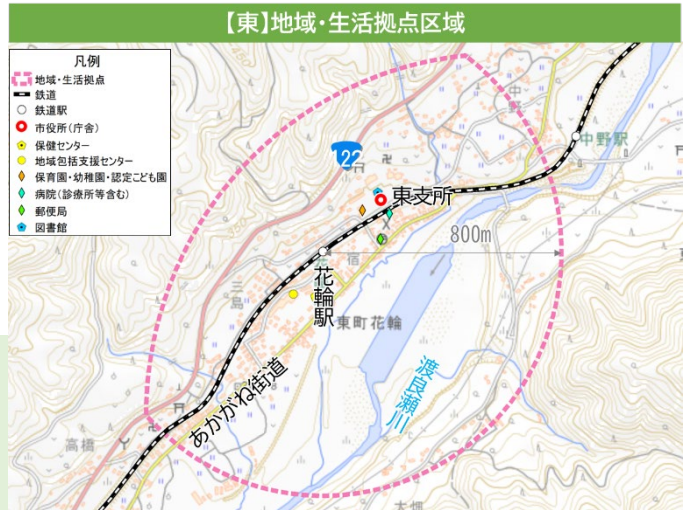 【東】地域・生活拠点区域
凡例
地域・生活拠点
鉄道
鉄道駅
市役所(庁舎)
保健センター
地域包括支援センター
保育園・幼稚園・認定こども園
病院(診療所等含む)
郵便局
図書館
中野
122
中野駅
東支所
800m
宿
花輪駅
三島
東町花輪
渡良瀬川
あかがね街道
高橋
大畑